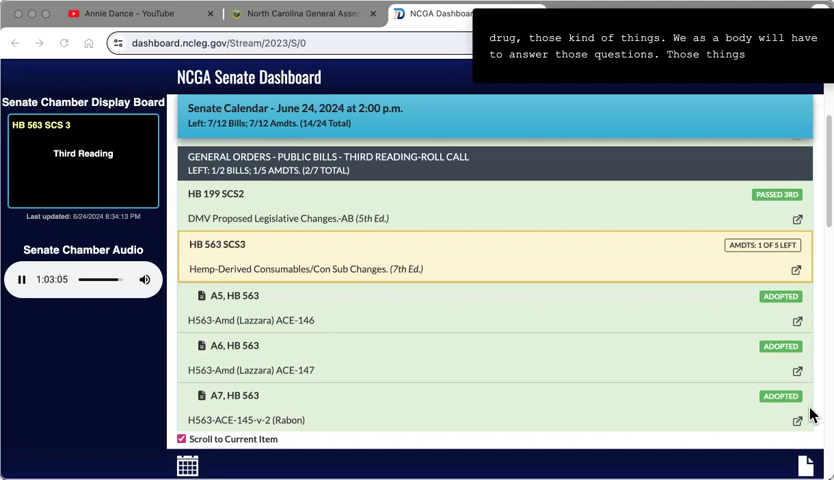 Annie Dance – YouTube
North Carolina General Asse
NCGA Dashboar
drug, those kind of things. We as a body will have
to answer those questions. Those things
dashboard.ncleg.gov/Stream/2023/S/0
NCGA Senate Dashboard
Senate Chamber Display Board
HB 563 SCS 3
Third Reading
Last updated: 6/24/2024 8:34:13 PM
Senate Chamber Audio
1:03:05
Senate Calendar - June 24, 2024 at 2:00 p.m.
Left: 7/12 Bills; 7/12 Amdts. (14/24 Total)
GENERAL ORDERS - PUBLIC BILLS - THIRD READING-ROLL CALL
LEFT: 1/2 BILLS; 1/5 AMDTS. (2/7 TOTAL)
HB 199 SCS2
PASSED 3RD
DMV Proposed Legislative Changes.-AB (5th Ed.)
HB 563 SCS3
AMDTS: 1 OF 5 LEFT
Hemp-Derived Consumables/Con Sub Changes. (7th Ed.)
A5, HB 563
ADOPTED
H563-Amd (Lazzara) ACE-146
A6, HB 563
ADOPTED
H563-Amd (Lazzara) ACE-147
A7, HB 563
ADOPTED
H563-ACE-145-v-2 (Rabon)
Scroll to Current Item